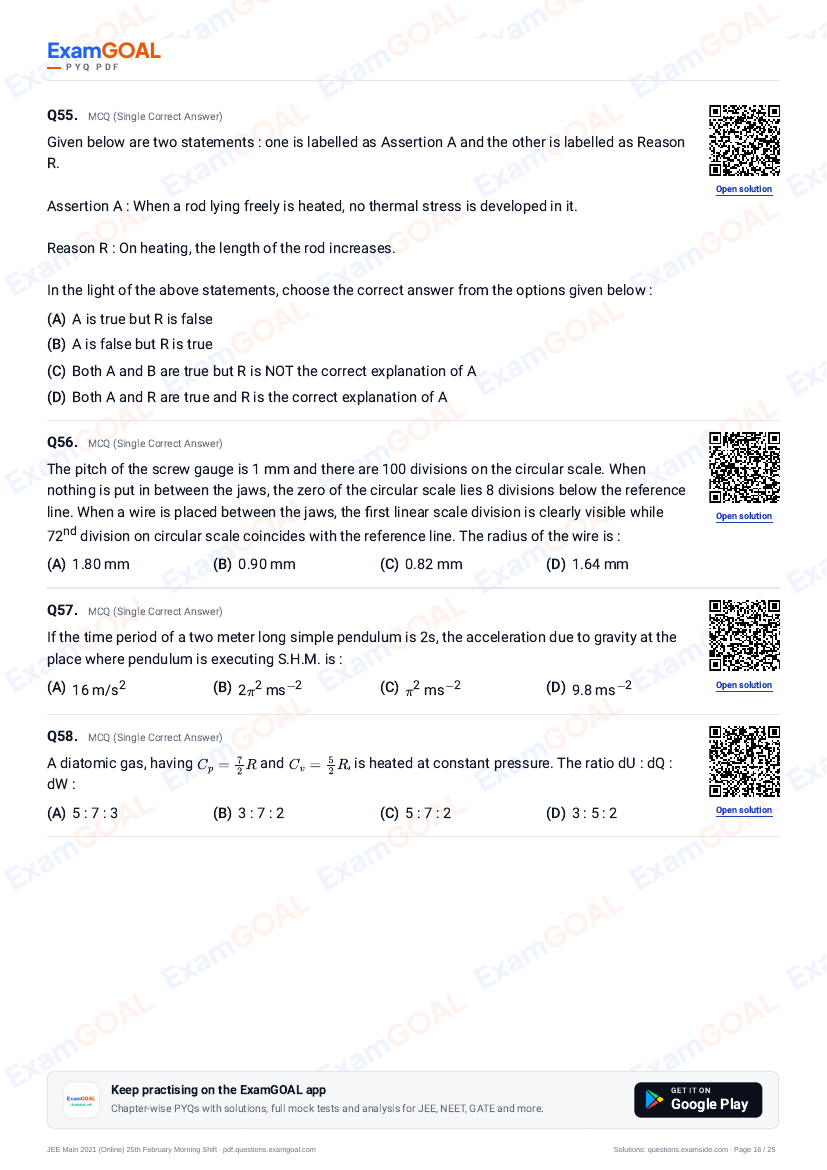 ExamGOAL
PYQ PDF
Q55. MCQ (Single Correct Answer)
Given below are two statements : one is labelled as Assertion A and the other is labelled as Reason
R.
Assertion A : When a rod lying freely is heated, no thermal stress is developed in it.
Reason R : On heating, the length of the rod increases.
In the light of the above statements, choose the correct answer from the options given below :
(A) A is true but R is false
(B) A is false but R is true
(C) Both A and B are true but R is NOT the correct explanation of A
(D) Both A and R are true and R is the correct explanation of A
Open solution
Q56. MCQ (Single Correct Answer)
The pitch of the screw gauge is 1 mm and there are 100 divisions on the circular scale. When
nothing is put in between the jaws, the zero of the circular scale lies 8 divisions below the reference
line. When a wire is placed between the jaws, the first linear scale division is clearly visible while
72nd division on circular scale coincides with the reference line. The radius of the wire is :
(A) 1.80 mm (B) 0.90 mm (C) 0.82 mm (D) 1.64 mm
Open solution
Q57. MCQ (Single Correct Answer)
If the time period of a two meter long simple pendulum is 2s, the acceleration due to gravity at the
place where pendulum is executing S.H.M. is :
(A) 16 m/s² (B) 2π² ms⁻² (C) π² ms⁻² (D) 9.8 ms⁻²
Open solution
Q58. MCQ (Single Correct Answer)
A diatomic gas, having C_p = 7/2 R and C_v = 5/2 R, is heated at constant pressure. The ratio dU : dQ :
dW :
(A) 5 : 7 : 3 (B) 3 : 7 : 2 (C) 5 : 7 : 2 (D) 3 : 5 : 2
Open solution
Keep practising on the ExamGOAL app
Chapter-wise PYQs with solutions, full mock tests and analysis for JEE, NEET, GATE and more.
GET IT ON
Google Play
JEE Main 2021 (Online) 25th February Morning Shift · pdf.questions.examgoal.com
Solutions: questions.examside.com · Page 16 / 25